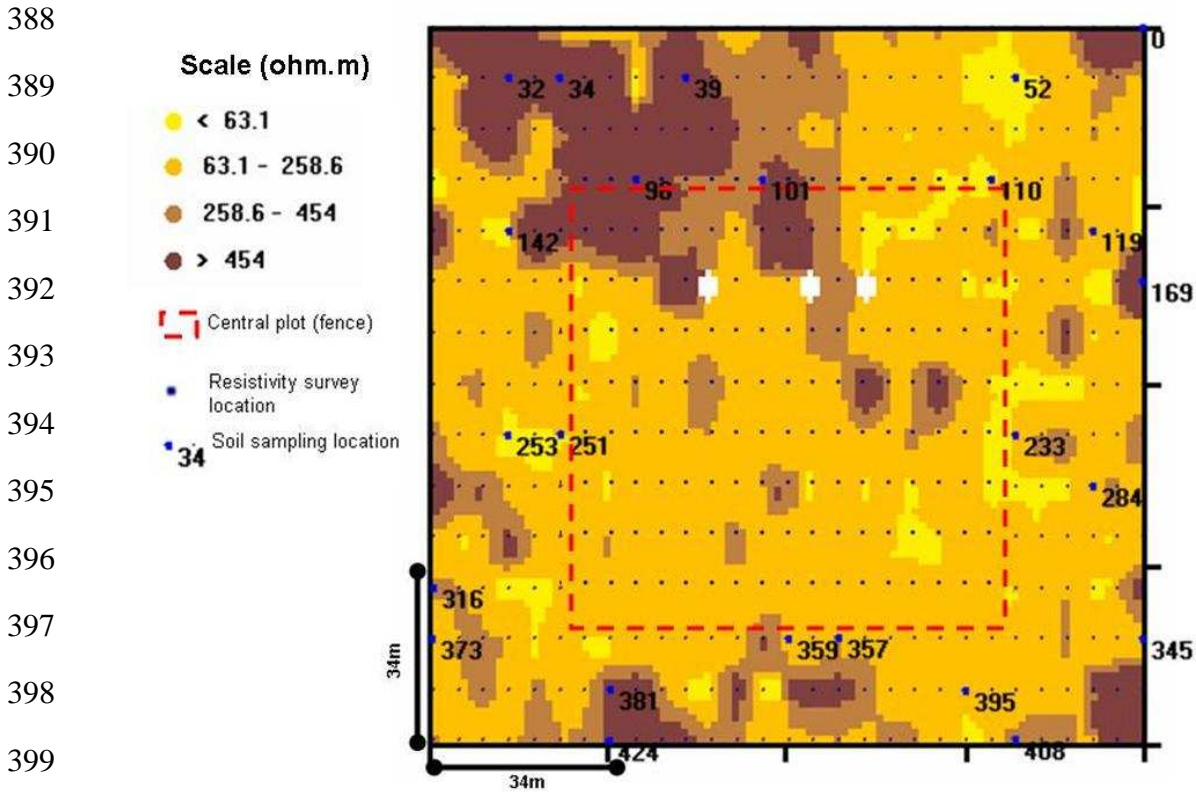 388
389
390
391
392
393
394
395
396
397
398
399
Scale (ohm.m)
< 63.1
63.1 - 258.6
258.6 - 454
> 454
Central plot (fence)
Resistivity survey
location
34 Soil sampling location
0
32 34 39 52
96 101 110
142 119
169
253 251 233
284
316
373 359 357 345
381 395
424 408
34m
34m